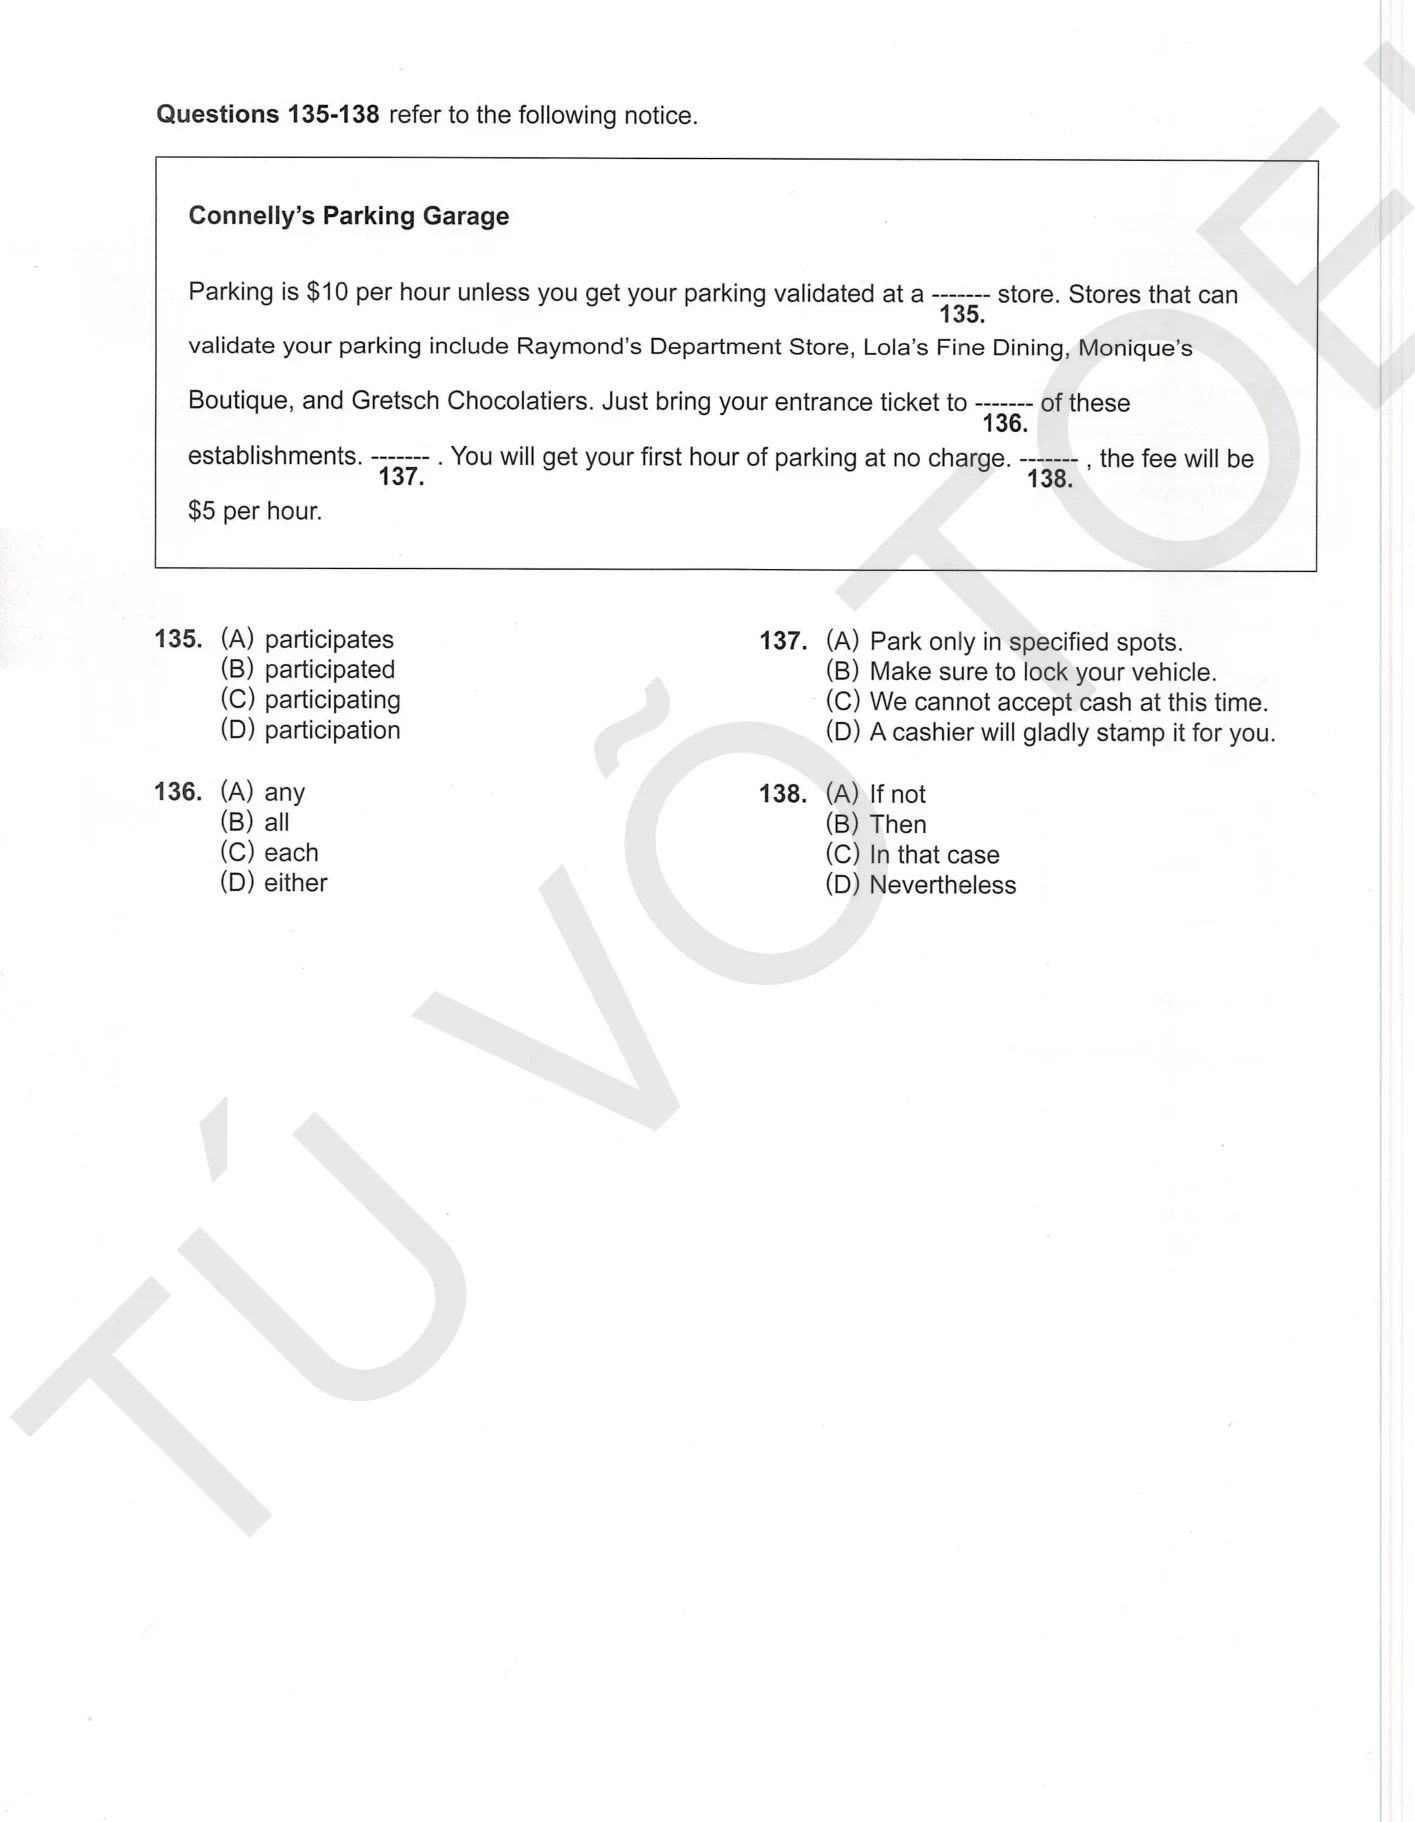 Questions 135-138 refer to the following notice.
Connelly's Parking Garage
Parking is $10 per hour unless you get your parking validated at a ------- store. Stores that can
135.
validate your parking include Raymond's Department Store, Lola's Fine Dining, Monique's
Boutique, and Gretsch Chocolatiers. Just bring your entrance ticket to ------- of these
136.
establishments. ------- . You will get your first hour of parking at no charge. ------- , the fee will be
137. 138.
$5 per hour.
135. (A) participates
(B) participated
(C) participating
(D) participation
136. (A) any
(B) all
(C) each
(D) either
137. (A) Park only in specified spots.
(B) Make sure to lock your vehicle.
(C) We cannot accept cash at this time.
(D) A cashier will gladly stamp it for you.
138. (A) If not
(B) Then
(C) In that case
(D) Nevertheless
TÚ VÕ TOE